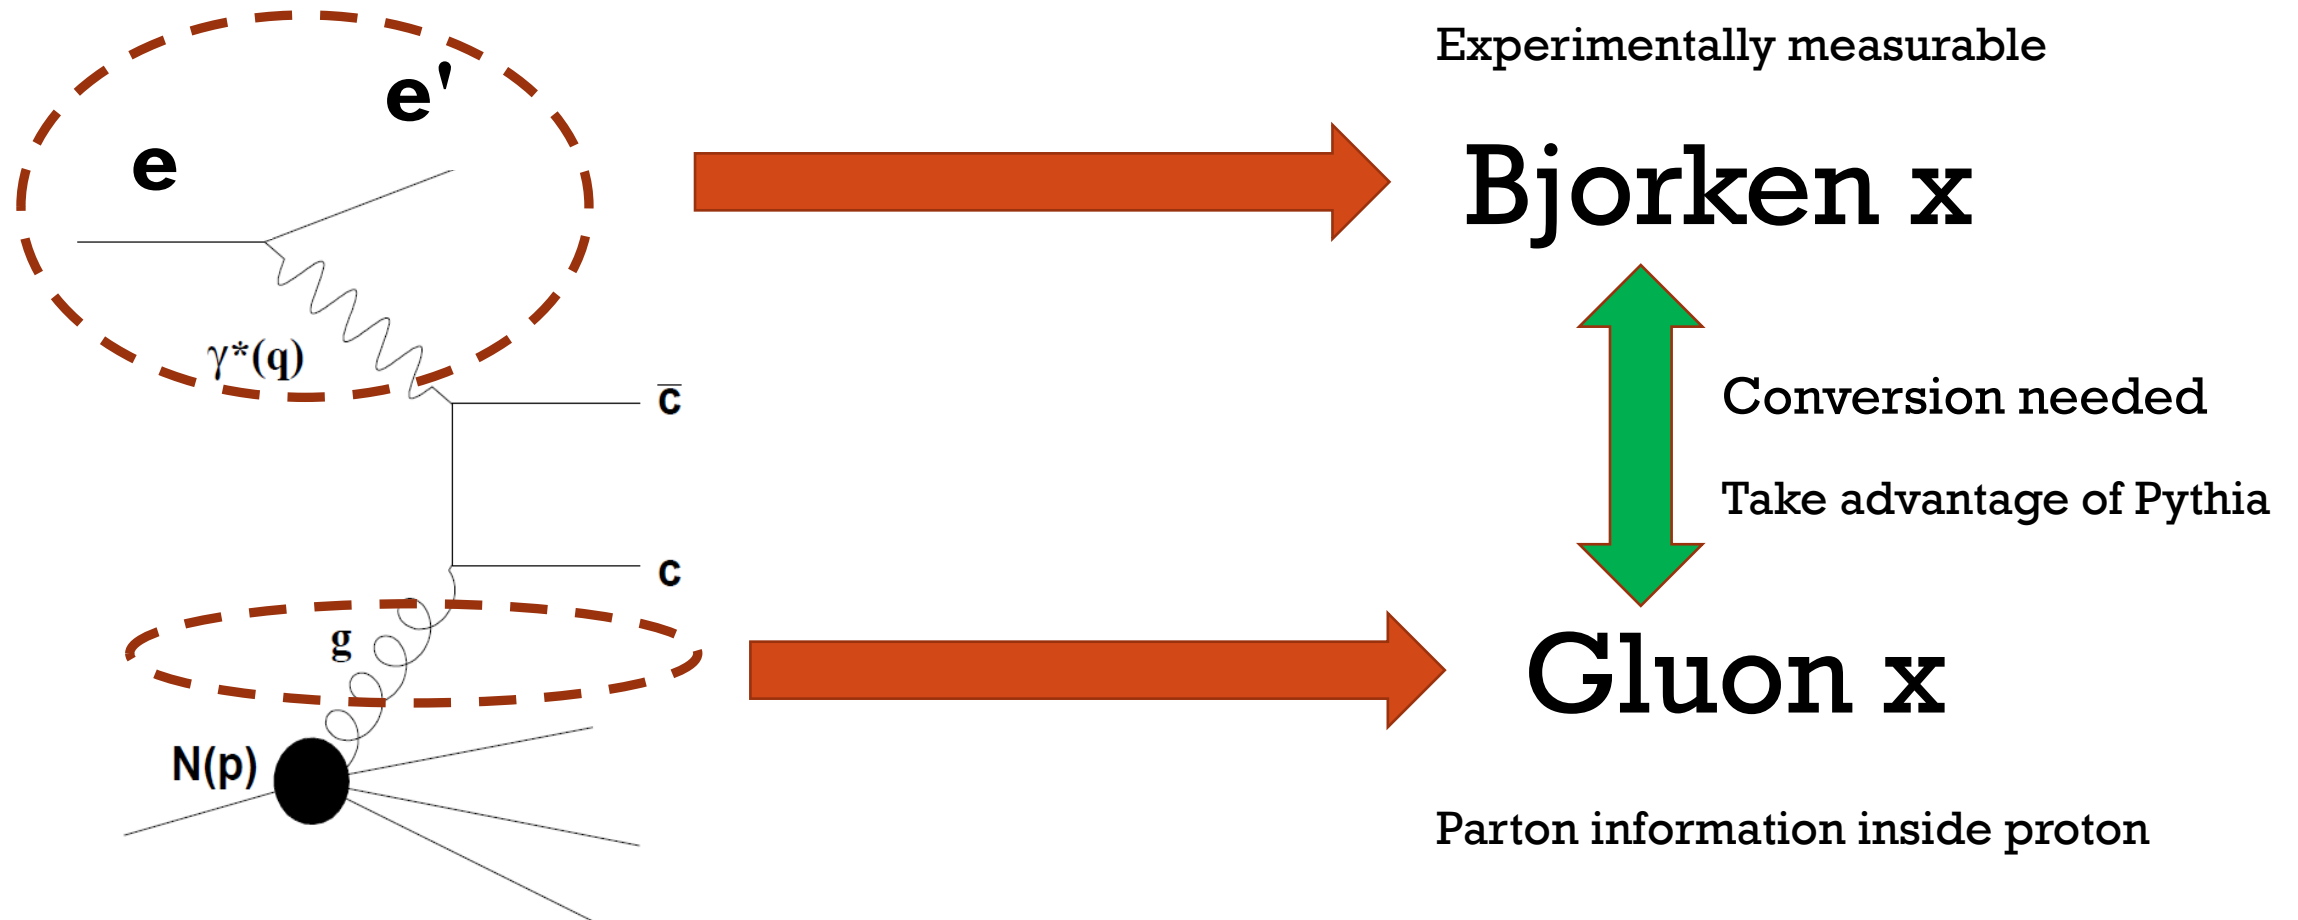 Experimentally measurable
e'
e
Bjorken x
γ*(q)
c̅
Conversion needed
Take advantage of Pythia
c
g
Gluon x
N(p)
Parton information inside proton